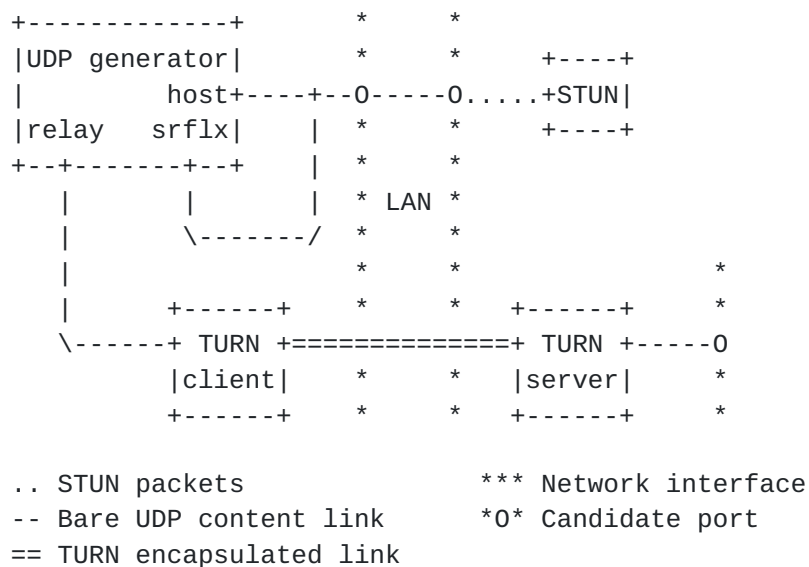 +-------------+       *     *
|UDP generator|       *     *     +----+
|         host+----+--O-----O.....+STUN|
|relay   srflx|    |  *     *     +----+
+--+-------+--+    |  *     *
   |       |       |  * LAN *
   |       \-------/  *     *
   |                  *     *                *
   |      +------+    *     *   +------+     *
   \------+ TURN +==============+ TURN +-----O
          |client|    *     *   |server|     *
          +------+    *     *   +------+     *
.. STUN packets               *** Network interface
-- Bare UDP content link      *O* Candidate port
== TURN encapsulated link